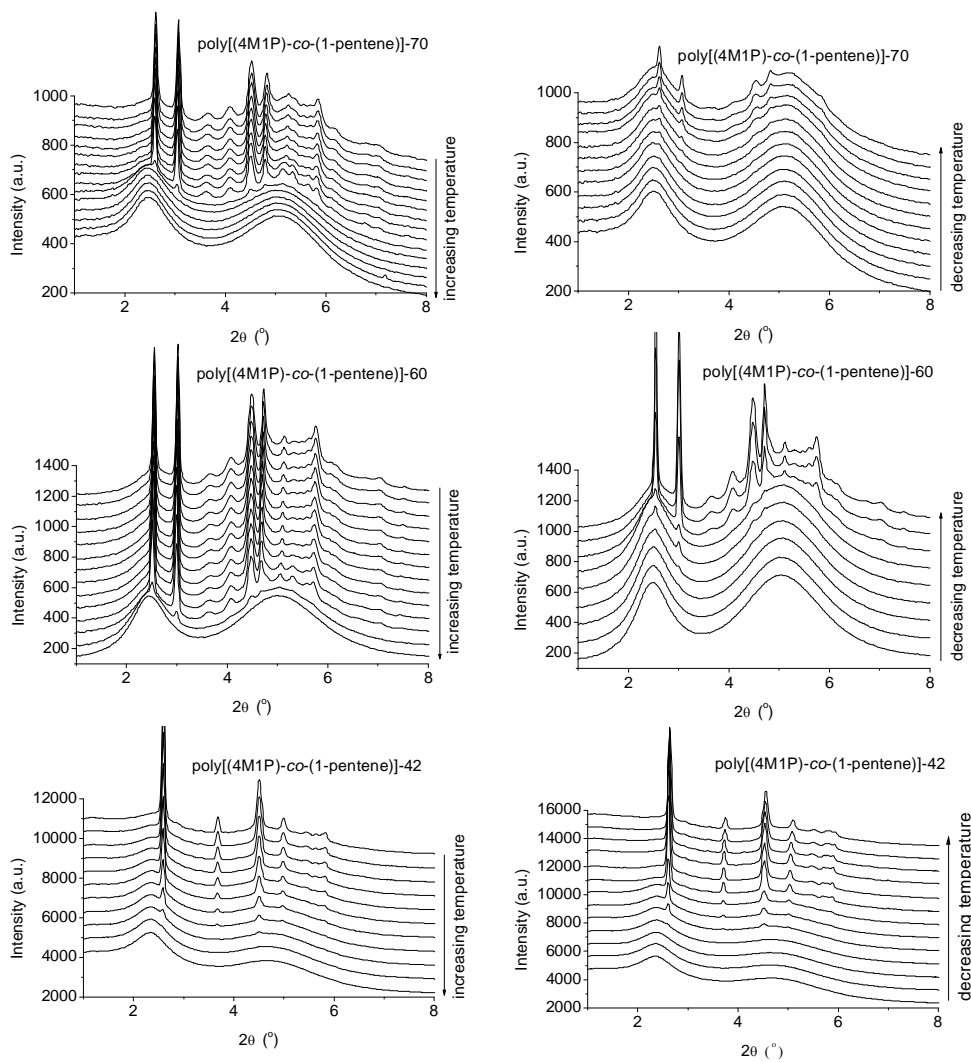 poly[(4M1P)-co-(1-pentene)]-70
1000
800
600
400
200
2
4
6
8
Intensity (a.u.)
2θ (°)
increasing temperature
poly[(4M1P)-co-(1-pentene)]-70
1000
800
600
400
200
2
4
6
8
Intensity (a.u.)
2θ (°)
decreasing temperature
poly[(4M1P)-co-(1-pentene)]-60
1400
1200
1000
800
600
400
200
2
4
6
8
Intensity (a.u.)
2θ (°)
increasing temperature
poly[(4M1P)-co-(1-pentene)]-60
1400
1200
1000
800
600
400
200
2
4
6
8
Intensity (a.u.)
2θ (°)
decreasing temperature
poly[(4M1P)-co-(1-pentene)]-42
12000
10000
8000
6000
4000
2000
2
4
6
8
Intensity (a.u.)
2θ (°)
increasing temperature
poly[(4M1P)-co-(1-pentene)]-42
16000
14000
12000
10000
8000
6000
4000
2000
2
4
6
8
Intensity (a.u.)
2θ (°)
decreasing temperature